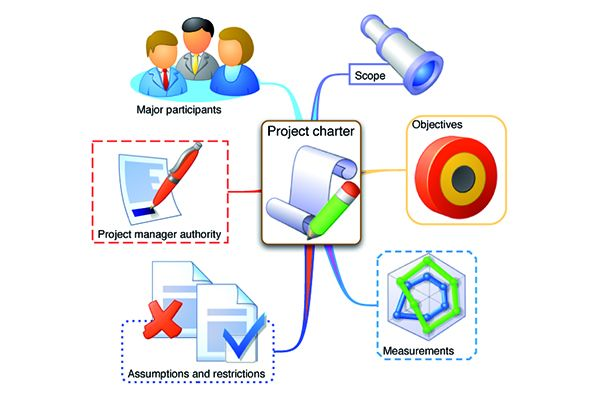 Major participants
Scope
Project charter
Objectives
Project manager authority
Measurements
Assumptions and restrictions